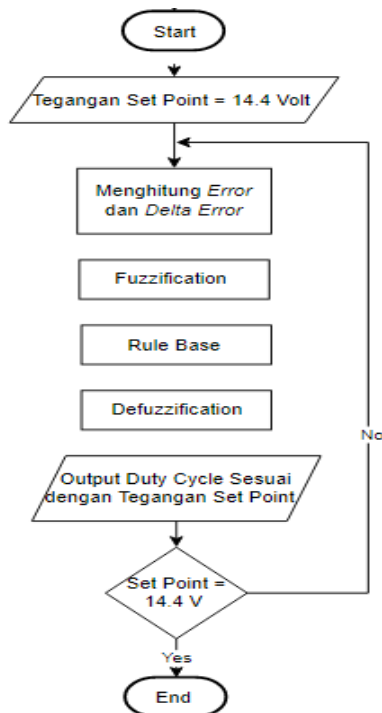 Start
Tegangan Set Point = 14.4 Volt
Menghitung Error
dan Delta Error
Fuzzification
Rule Base
Defuzzification
No
Output Duty Cycle Sesuai
dengan Tegangan Set Point
Set Point =
14.4 V
Yes
End